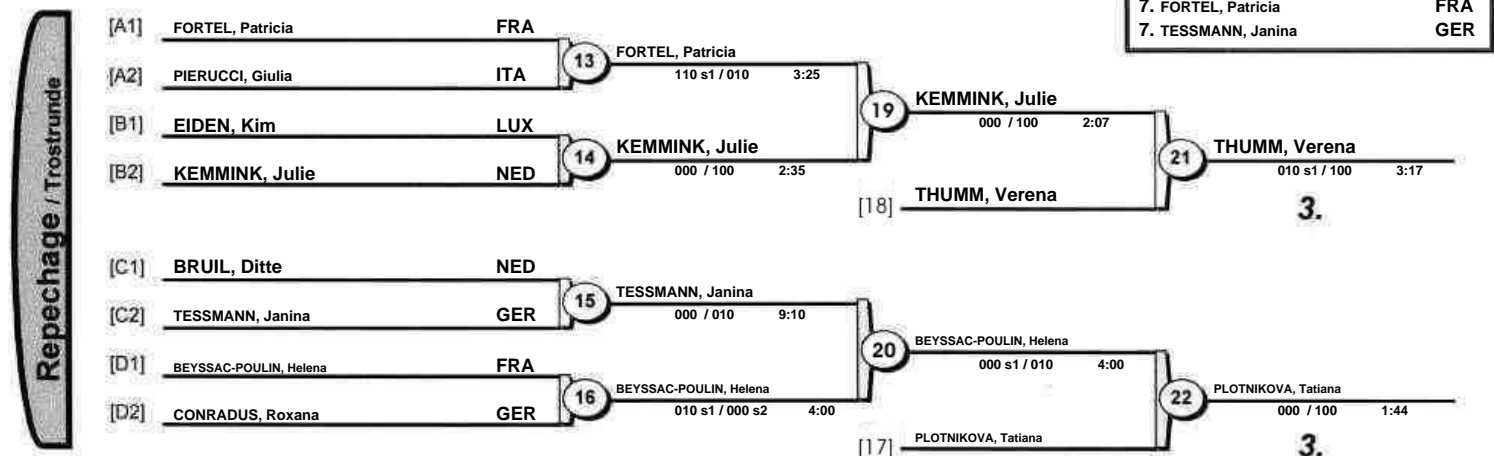 7. FORTEL, Patricia FRA
7. TESSMANN, Janina GER
Repechage / Trostrunde
[A1] FORTEL, Patricia FRA
13 FORTEL, Patricia
110 s1 / 010 3:25
[A2] PIERUCCI, Giulia ITA
19 KEMMINK, Julie
000 / 100 2:07
[B1] EIDEN, Kim LUX
14 KEMMINK, Julie
000 / 100 2:35
[B2] KEMMINK, Julie NED
21 THUMM, Verena
010 s1 / 100 3:17
[18] THUMM, Verena
3.
[C1] BRUIL, Ditte NED
15 TESSMANN, Janina
000 / 010 9:10
[C2] TESSMANN, Janina GER
20 BEYSSAC-POULIN, Helena
000 s1 / 010 4:00
[D1] BEYSSAC-POULIN, Helena FRA
16 BEYSSAC-POULIN, Helena
010 s1 / 000 s2 4:00
[D2] CONRADUS, Roxana GER
22 PLOTNIKOVA, Tatiana
000 / 100 1:44
[17] PLOTNIKOVA, Tatiana
3.